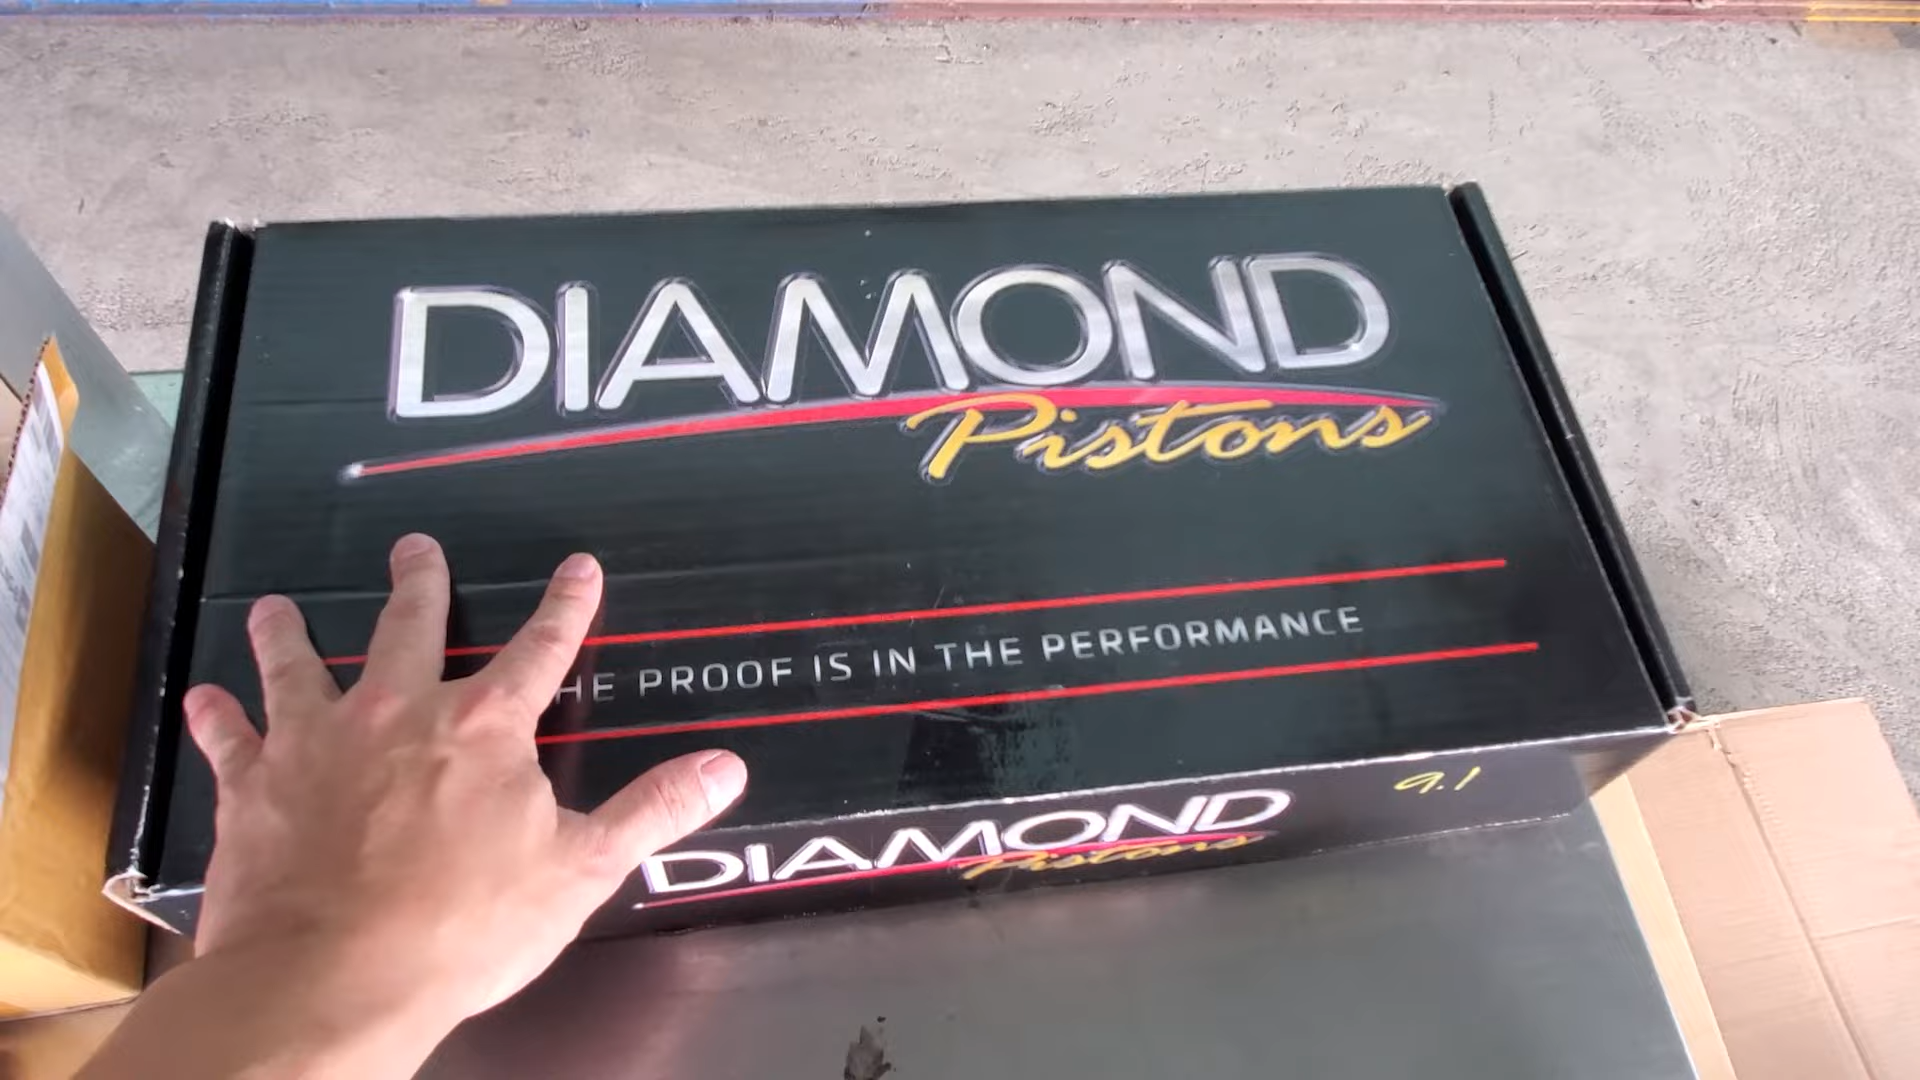 DIAMOND
Pistons
HE PROOF IS IN THE PERFORMANCE
DIAMOND
Pistons
9.1